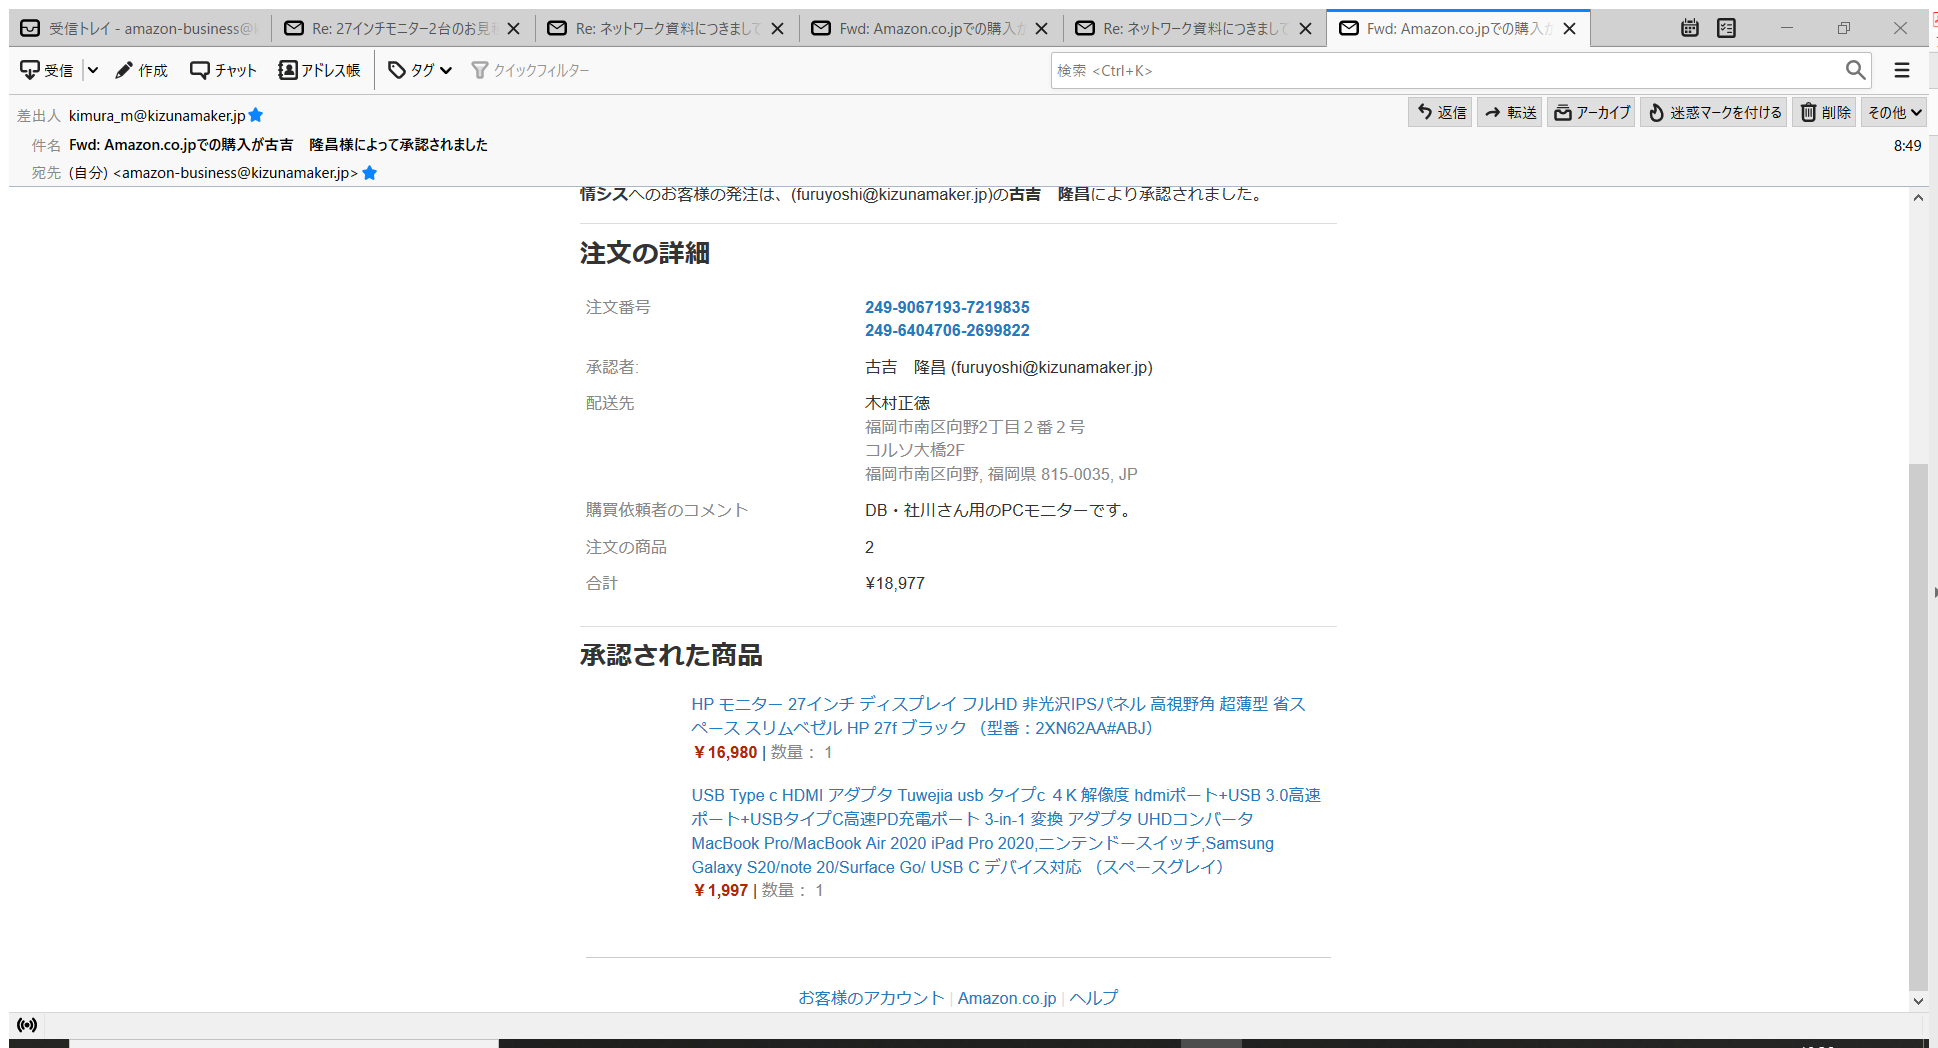 受信トレイ - amazon-business@
Re: 27インチモニター2台のお見
Re: ネットワーク資料につきまして
Fwd: Amazon.co.jpでの購入が
Re: ネットワーク資料につきまして
Fwd: Amazon.co.jpでの購入が
受信
作成
チャット
アドレス帳
タグ
クイックフィルター
検索 <Ctrl+K>
差出人 kimura_m@kizunamaker.jp
返信
転送
アーカイブ
迷惑マークを付ける
削除
その他
件名 Fwd: Amazon.co.jpでの購入が古吉　隆昌様によって承認されました
8:49
宛先 (自分) <amazon-business@kizunamaker.jp>
情シスへのお客様の発注は、(furuyoshi@kizunamaker.jp)の古吉　隆昌により承認されました。
注文の詳細
注文番号 249-9067193-7219835
249-6404706-2699822
承認者: 古吉　隆昌 (furuyoshi@kizunamaker.jp)
配送先 木村正徳
福岡市南区向野2丁目２番２号
コルソ大橋2F
福岡市南区向野, 福岡県 815-0035, JP
購買依頼者のコメント DB・社川さん用のPCモニターです。
注文の商品 2
合計 ¥18,977
承認された商品
HP モニター 27インチ ディスプレイ フルHD 非光沢IPSパネル 高視野角 超薄型 省ス
ペース スリムベゼル HP 27f ブラック （型番：2XN62AA#ABJ）
￥16,980 | 数量： 1
USB Type c HDMI アダプタ Tuwejia usb タイプc ４K 解像度 hdmiポート+USB 3.0高速
ポート+USBタイプC高速PD充電ポート 3-in-1 変換 アダプタ UHDコンバータ
MacBook Pro/MacBook Air 2020 iPad Pro 2020,ニンテンドースイッチ,Samsung
Galaxy S20/note 20/Surface Go/ USB C デバイス対応 （スペースグレイ）
￥1,997 | 数量： 1
お客様のアカウント | Amazon.co.jp | ヘルプ